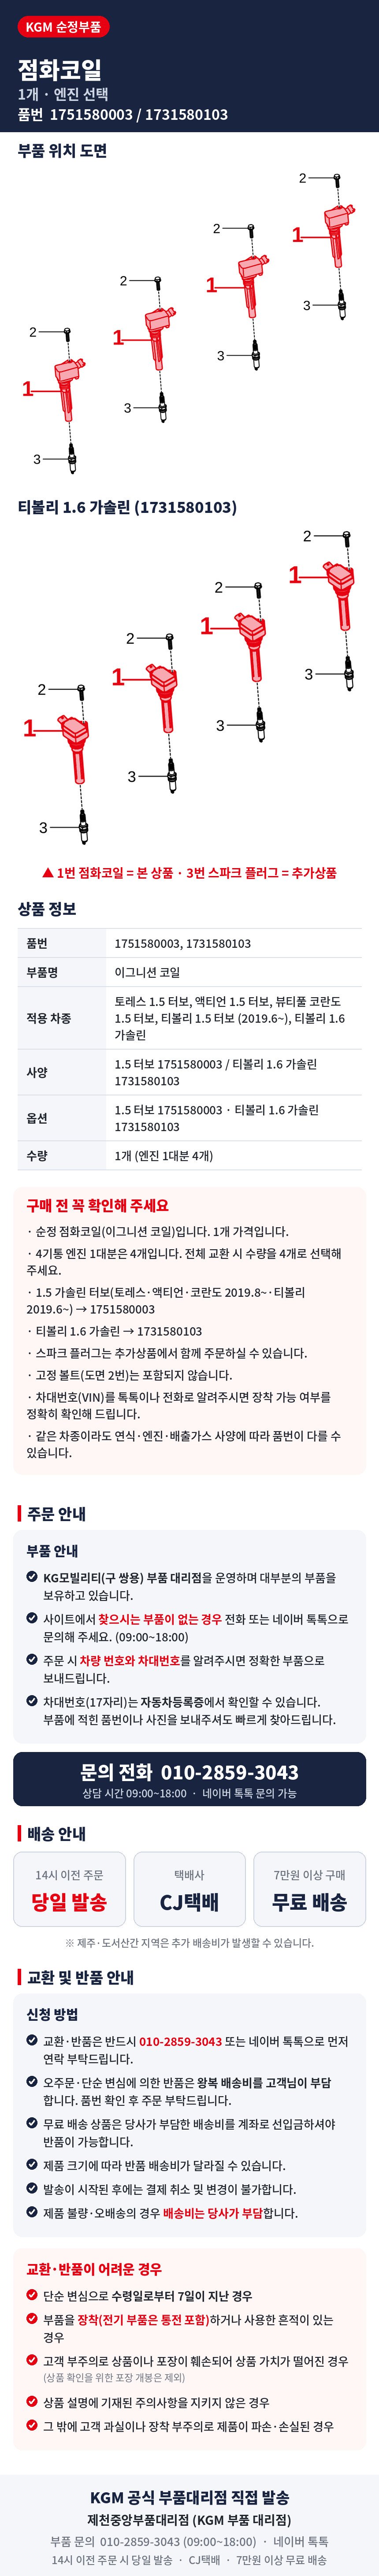 KGM 순정부품
점화코일
1개 · 엔진 선택
품번 1751580003 / 1731580103
부품 위치 도면
2
1
3
2
1
3
2
1
3
2
1
3
티볼리 1.6 가솔린 (1731580103)
2
1
3
2
1
3
2
1
3
2
1
3
▲ 1번 점화코일 = 본 상품 · 3번 스파크 플러그 = 추가상품
상품 정보
품번 1751580003, 1731580103
부품명 이그니션 코일
적용 차종 토레스 1.5 터보, 액티언 1.5 터보, 뷰티풀 코란도
1.5 터보, 티볼리 1.5 터보 (2019.6~), 티볼리 1.6
가솔린
사양 1.5 터보 1751580003 / 티볼리 1.6 가솔린
1731580103
옵션 1.5 터보 1751580003 · 티볼리 1.6 가솔린
1731580103
수량 1개 (엔진 1대분 4개)
구매 전 꼭 확인해 주세요
· 순정 점화코일(이그니션 코일)입니다. 1개 가격입니다.
· 4기통 엔진 1대분은 4개입니다. 전체 교환 시 수량을 4개로 선택해
주세요.
· 1.5 가솔린 터보(토레스·액티언·코란도 2019.8~·티볼리
2019.6~) → 1751580003
· 티볼리 1.6 가솔린 → 1731580103
· 스파크 플러그는 추가상품에서 함께 주문하실 수 있습니다.
· 고정 볼트(도면 2번)는 포함되지 않습니다.
· 차대번호(VIN)를 톡톡이나 전화로 알려주시면 장착 가능 여부를
정확히 확인해 드립니다.
· 같은 차종이라도 연식·엔진·배출가스 사양에 따라 품번이 다를 수
있습니다.
주문 안내
부품 안내
KG모빌리티(구 쌍용) 부품 대리점을 운영하며 대부분의 부품을
보유하고 있습니다.
사이트에서 찾으시는 부품이 없는 경우 전화 또는 네이버 톡톡으로
문의해 주세요. (09:00~18:00)
주문 시 차량 번호와 차대번호를 알려주시면 정확한 부품으로
보내드립니다.
차대번호(17자리)는 자동차등록증에서 확인할 수 있습니다.
부품에 적힌 품번이나 사진을 보내주셔도 빠르게 찾아드립니다.
문의 전화 010-2859-3043
상담 시간 09:00~18:00 · 네이버 톡톡 문의 가능
배송 안내
14시 이전 주문
당일 발송
택배사
CJ택배
7만원 이상 구매
무료 배송
※ 제주·도서산간 지역은 추가 배송비가 발생할 수 있습니다.
교환 및 반품 안내
신청 방법
교환·반품은 반드시 010-2859-3043 또는 네이버 톡톡으로 먼저
연락 부탁드립니다.
오주문·단순 변심에 의한 반품은 왕복 배송비를 고객님이 부담
합니다. 품번 확인 후 주문 부탁드립니다.
무료 배송 상품은 당사가 부담한 배송비를 계좌로 선입금하셔야
반품이 가능합니다.
제품 크기에 따라 반품 배송비가 달라질 수 있습니다.
발송이 시작된 후에는 결제 취소 및 변경이 불가합니다.
제품 불량·오배송의 경우 배송비는 당사가 부담합니다.
교환·반품이 어려운 경우
단순 변심으로 수령일로부터 7일이 지난 경우
부품을 장착(전기 부품은 통전 포함)하거나 사용한 흔적이 있는
경우
고객 부주의로 상품이나 포장이 훼손되어 상품 가치가 떨어진 경우
(상품 확인을 위한 포장 개봉은 제외)
상품 설명에 기재된 주의사항을 지키지 않은 경우
그 밖에 고객 과실이나 장착 부주의로 제품이 파손·손실된 경우
KGM 공식 부품대리점 직접 발송
제천중앙부품대리점 (KGM 부품 대리점)
부품 문의 010-2859-3043 (09:00~18:00) · 네이버 톡톡
14시 이전 주문 시 당일 발송 · CJ택배 · 7만원 이상 무료 배송